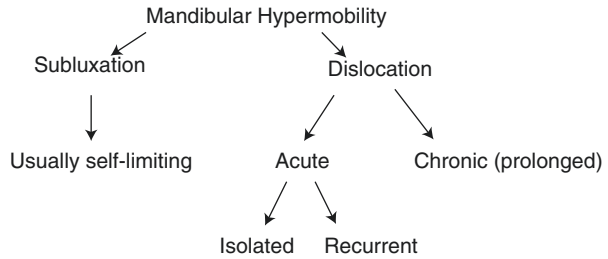 Mandibular Hypermobility
Subluxation
Dislocation
Usually self-limiting
Acute
Chronic (prolonged)
Isolated
Recurrent